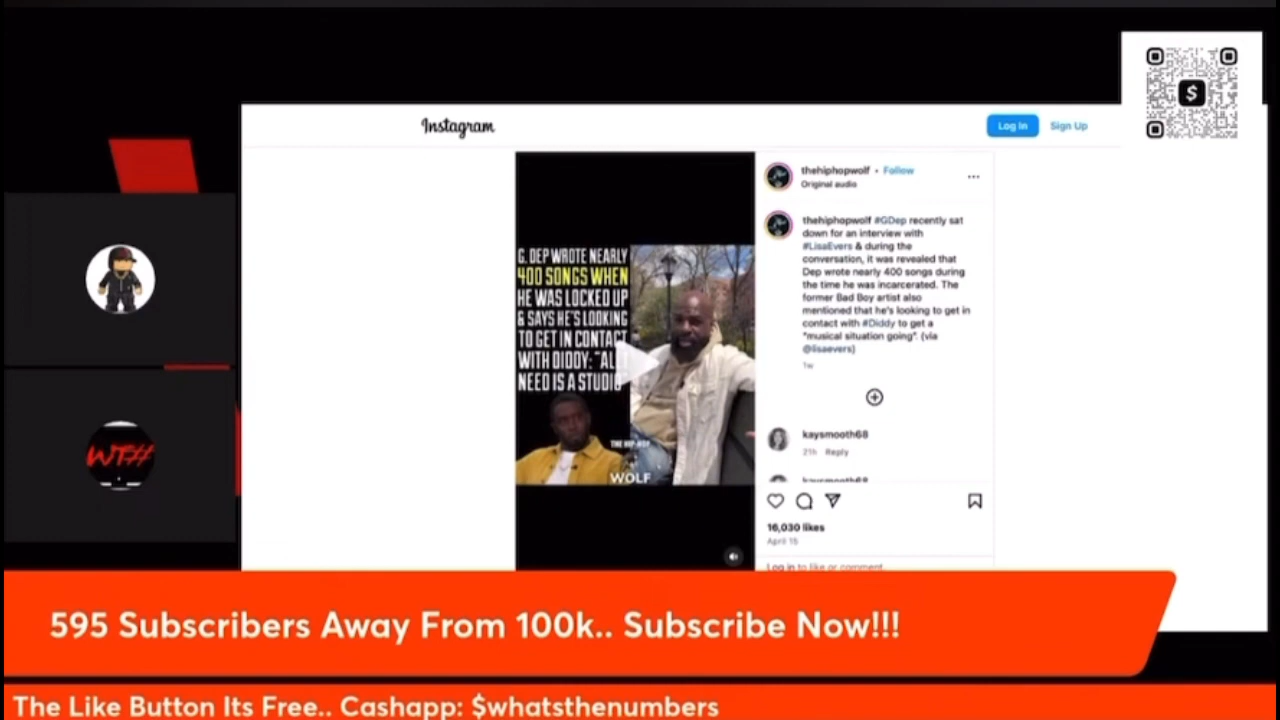 Instagram
Log In
Sign Up
thehiphopwolf • Follow
Original audio
G. DEP WROTE NEARLY
400 SONGS WHEN
HE WAS LOCKED UP
& SAYS HE'S LOOKING
TO GET IN CONTACT
WITH DIDDY: "ALL I
NEED IS A STUDIO"
THE HIP-HOP
WOLF
thehiphopwolf #GDep recently sat
down for an interview with
#LisaEvers & during the
conversation, it was revealed that
Dep wrote nearly 400 songs during
the time he was incarcerated. The
former Bad Boy artist also
mentioned that he's looking to get in
contact with #Diddy to get a
"musical situation going". (via
@lisaevers)
1w
kaysmooth68
21h Reply
kaysmooth68
16,030 likes
April 15
Log in to like or comment.
WT#
$
595 Subscribers Away From 100k.. Subscribe Now!!!
The Like Button Its Free.. Cashapp: $whatsthenumbers